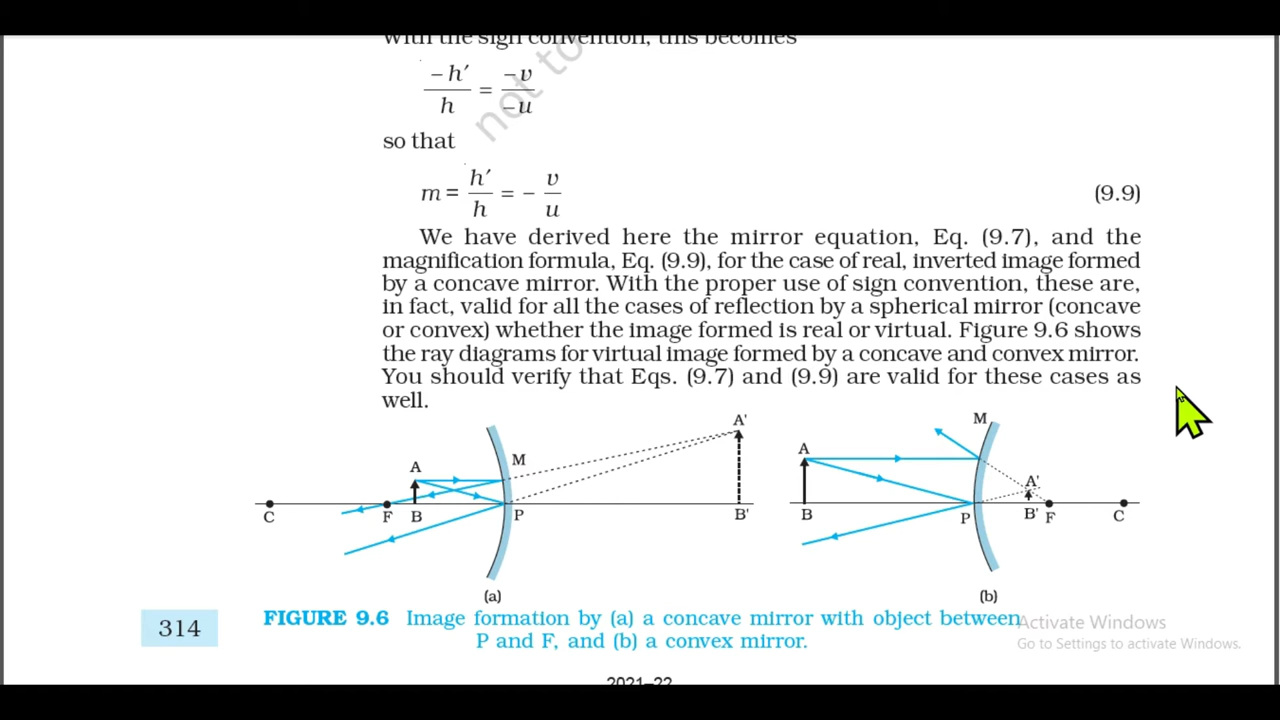 With the sign convention, this becomes
−h′/h = −v/−u
so that
m = h′/h = − v/u (9.9)
We have derived here the mirror equation, Eq. (9.7), and the
magnification formula, Eq. (9.9), for the case of real, inverted image formed
by a concave mirror. With the proper use of sign convention, these are,
in fact, valid for all the cases of reflection by a spherical mirror (concave
or convex) whether the image formed is real or virtual. Figure 9.6 shows
the ray diagrams for virtual image formed by a concave and convex mirror.
You should verify that Eqs. (9.7) and (9.9) are valid for these cases as
well.
A M A'
C F B P B'
(a)
A M A'
B P B' F C
(b)
FIGURE 9.6 Image formation by (a) a concave mirror with object between
P and F, and (b) a convex mirror.
314
2021–22
not to
Activate Windows
Go to Settings to activate Windows.